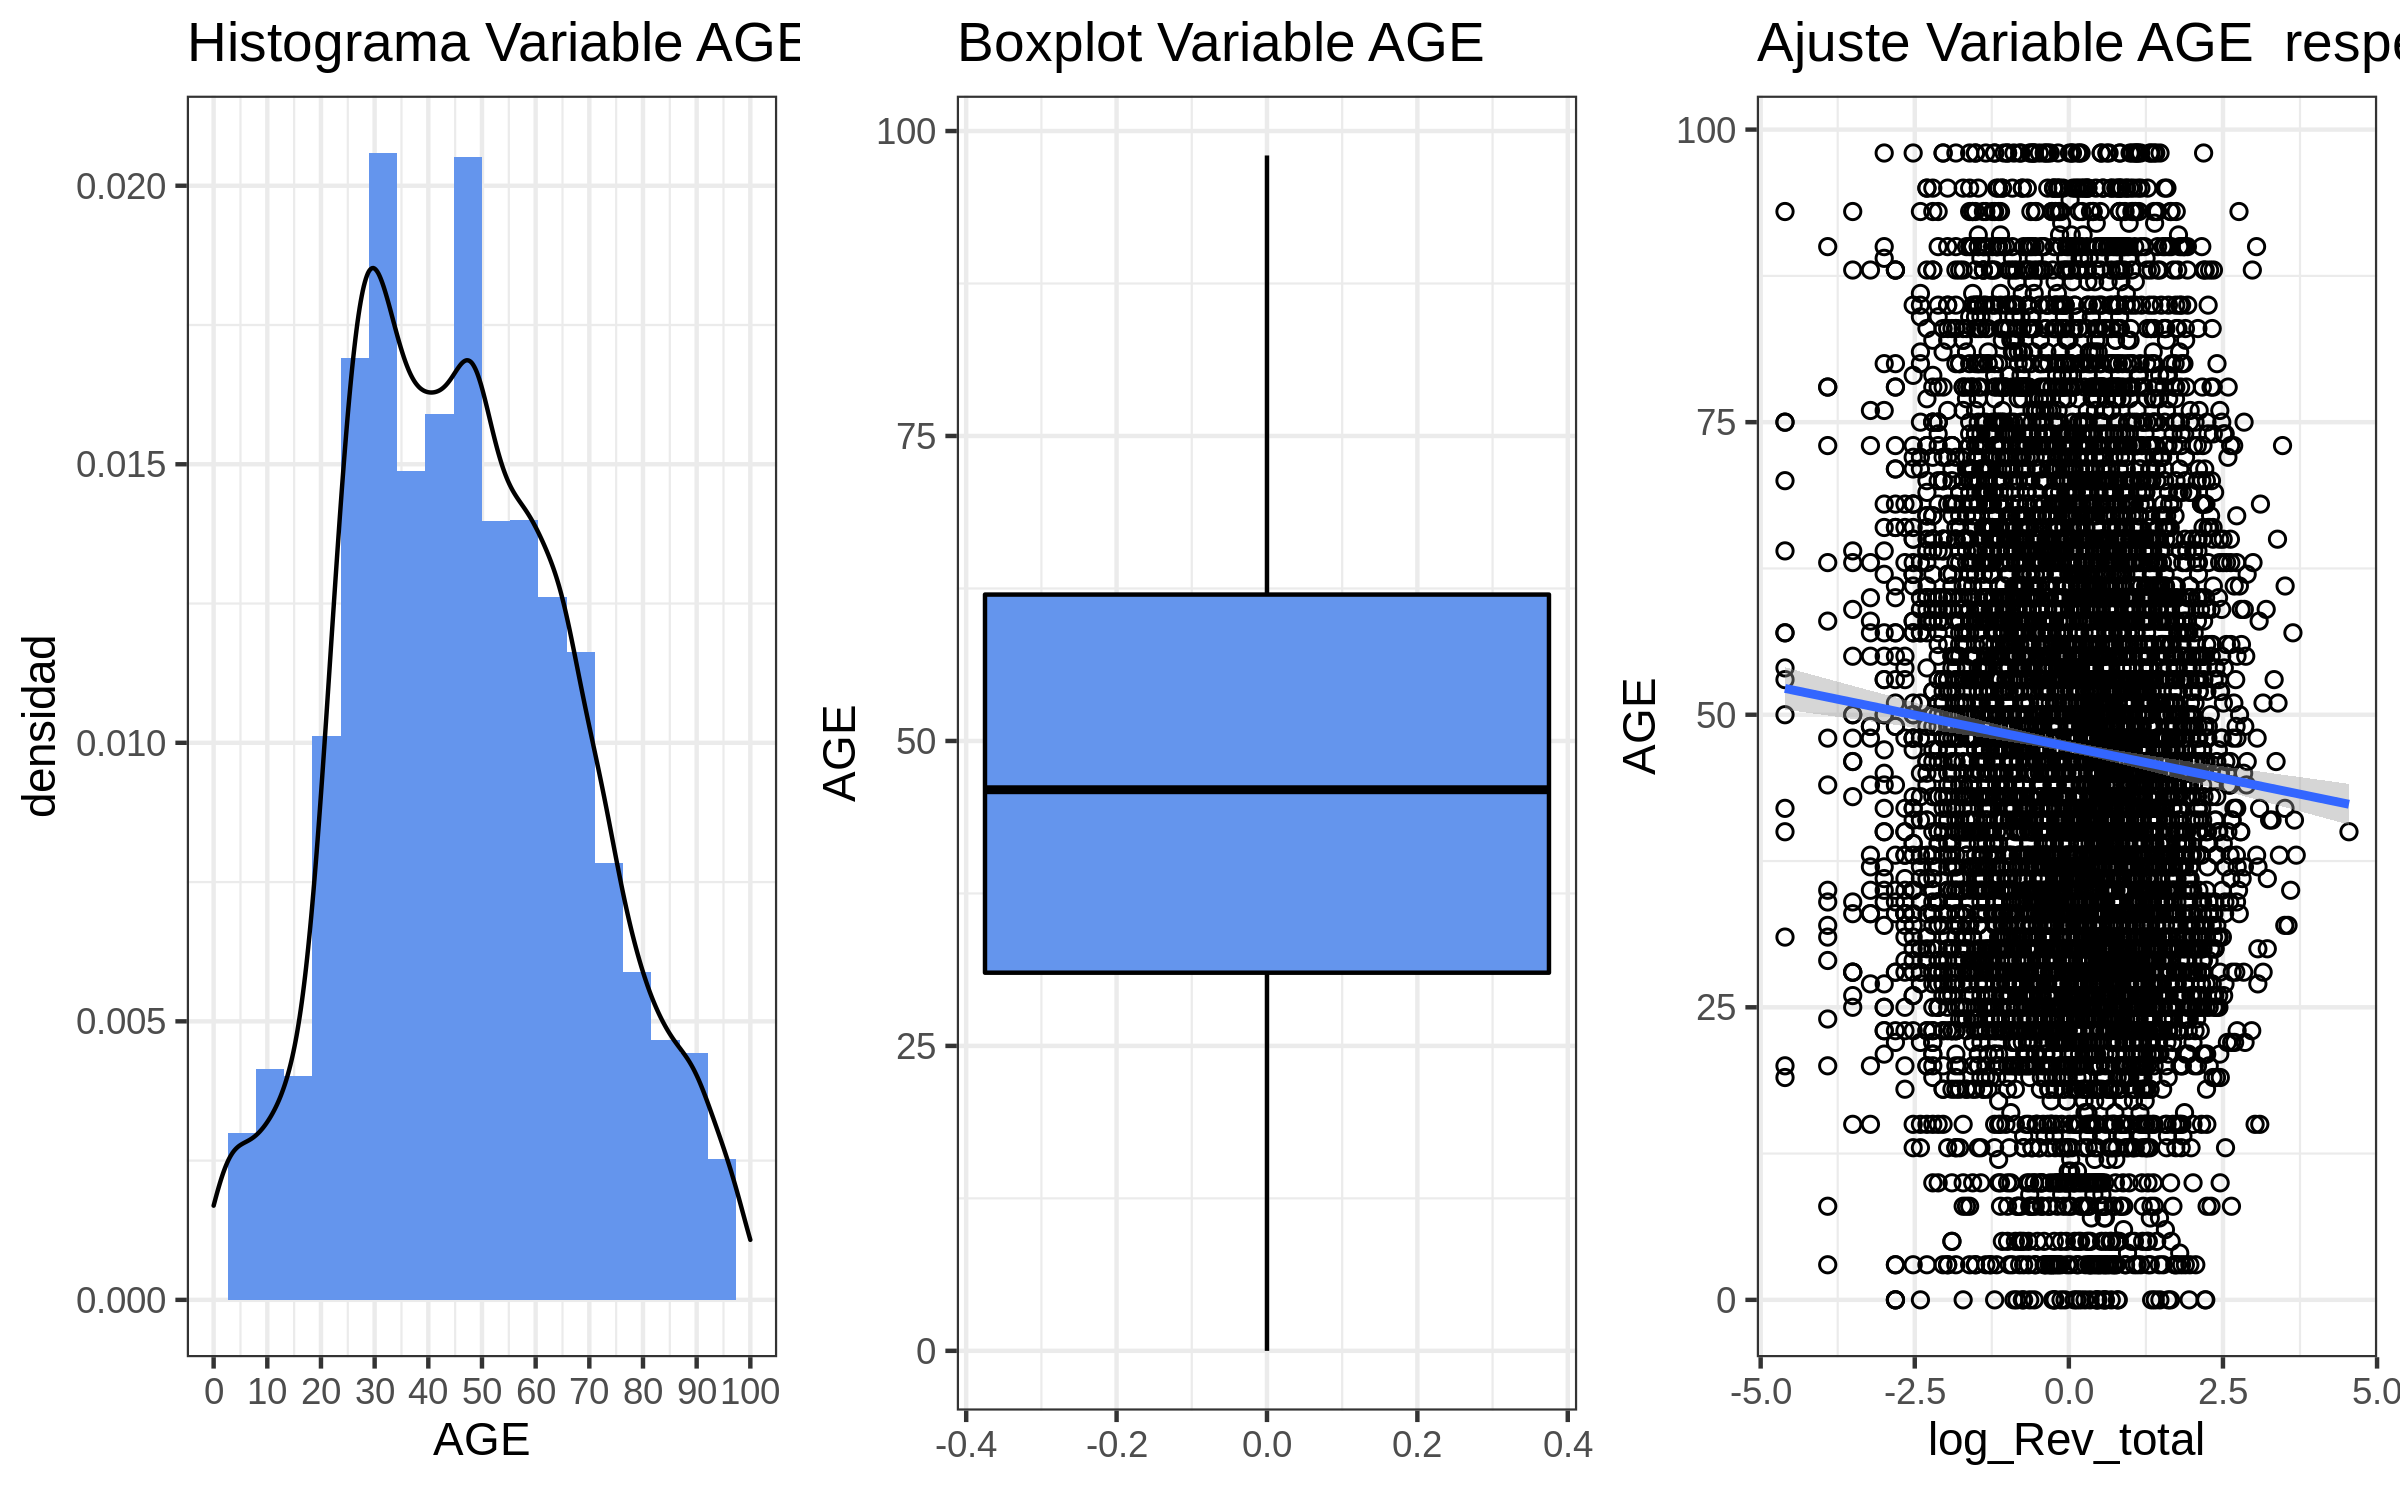 Histograma Variable AGE
densidad
0.020
0.015
0.010
0.005
0.000
0 10 20 30 40 50 60 70 80 90 100
AGE
Boxplot Variable AGE
AGE
100
75
50
25
0
-0.4 -0.2 0.0 0.2 0.4
Ajuste Variable AGE respe
AGE
100
75
50
25
0
-5.0 -2.5 0.0 2.5 5.0
log_Rev_total